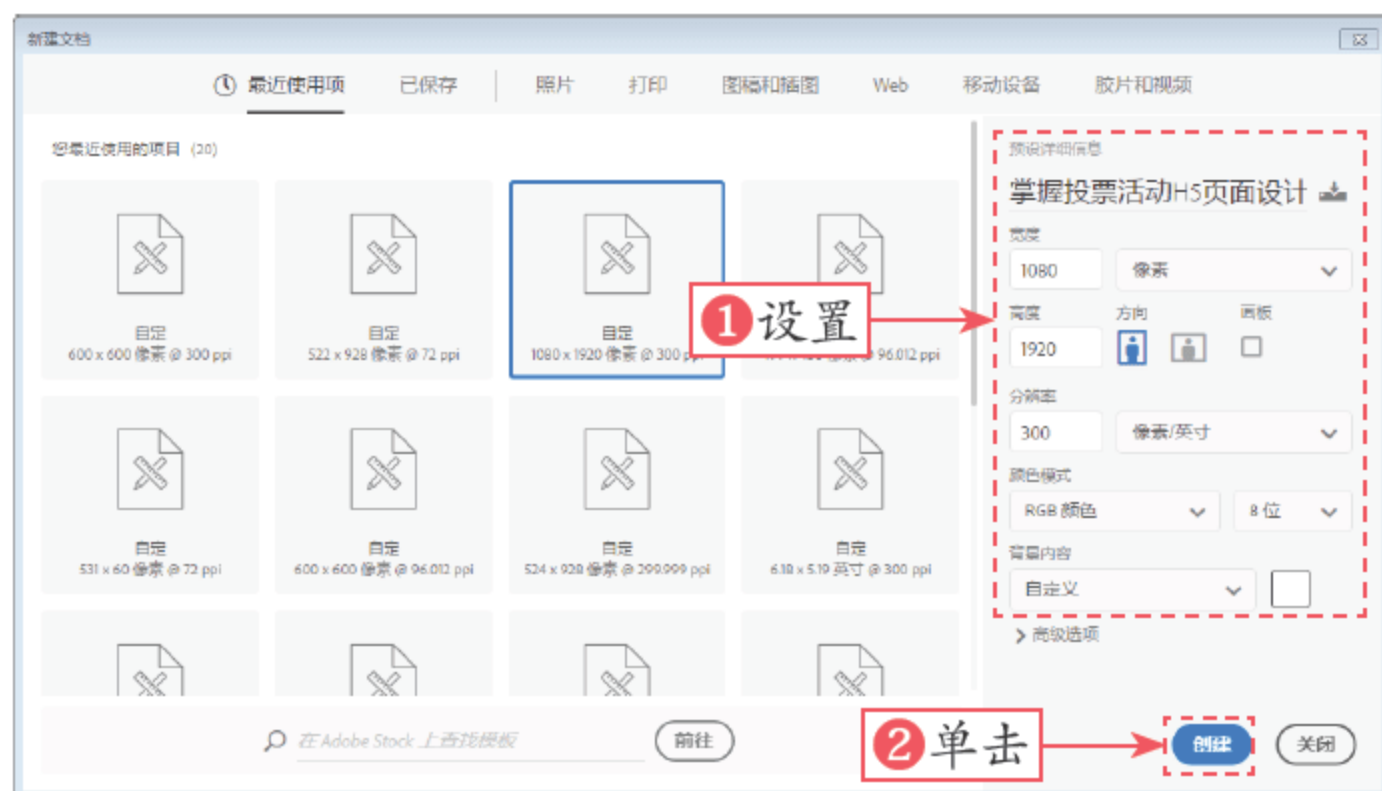 新建文档
最近使用项 已保存 照片 打印 图稿和插图 Web 移动设备 胶片和视频
您最近使用的项目 (20)
自定
600 x 600 像素 @ 300 ppi
自定
522 x 928 像素 @ 72 ppi
自定
1080 x 1920 像素 @ 300 p
96.012 ppi
自定
531 x 60 像素 @ 72 ppi
自定
600 x 600 像素 @ 96.012 ppi
自定
524 x 928 像素 @ 299.999 ppi
自定
6.18 x 5.19 英寸 @ 300 ppi
在 Adobe Stock 上查找模板
前往
1 设置
预设详细信息
掌握投票活动H5页面设计
宽度
1080 像素
高度 方向 画板
1920
分辨率
300 像素/英寸
颜色模式
RGB 颜色 8 位
背景内容
自定义
高级选项
2 单击
创建 关闭